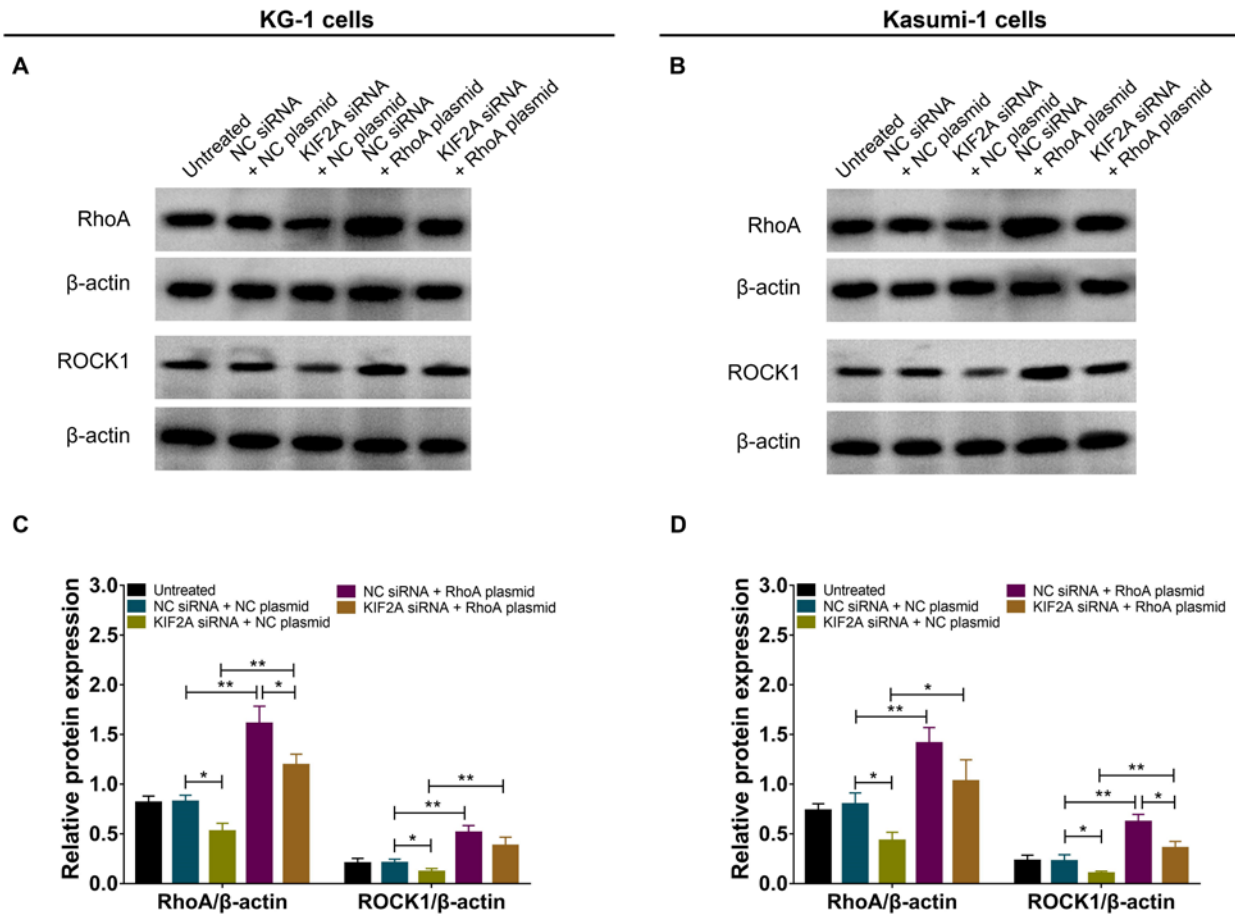 KG-1 cells
Kasumi-1 cells
A
Untreated
NC siRNA
+ NC plasmid
KIF2A siRNA
+ NC plasmid
NC siRNA
+ RhoA plasmid
KIF2A siRNA
+ RhoA plasmid
RhoA
β-actin
ROCK1
β-actin
B
Untreated
NC siRNA
+ NC plasmid
KIF2A siRNA
+ NC plasmid
NC siRNA
+ RhoA plasmid
KIF2A siRNA
+ RhoA plasmid
RhoA
β-actin
ROCK1
β-actin
C
Relative protein expression
3.0
2.5
2.0
1.5
1.0
0.5
0.0
Untreated
NC siRNA + NC plasmid
KIF2A siRNA + NC plasmid
NC siRNA + RhoA plasmid
KIF2A siRNA + RhoA plasmid
**
** *
*
**
**
*
RhoA/β-actin ROCK1/β-actin
D
Relative protein expression
3.0
2.5
2.0
1.5
1.0
0.5
0.0
Untreated
NC siRNA + NC plasmid
KIF2A siRNA + NC plasmid
NC siRNA + RhoA plasmid
KIF2A siRNA + RhoA plasmid
*
**
*
**
** *
*
RhoA/β-actin ROCK1/β-actin